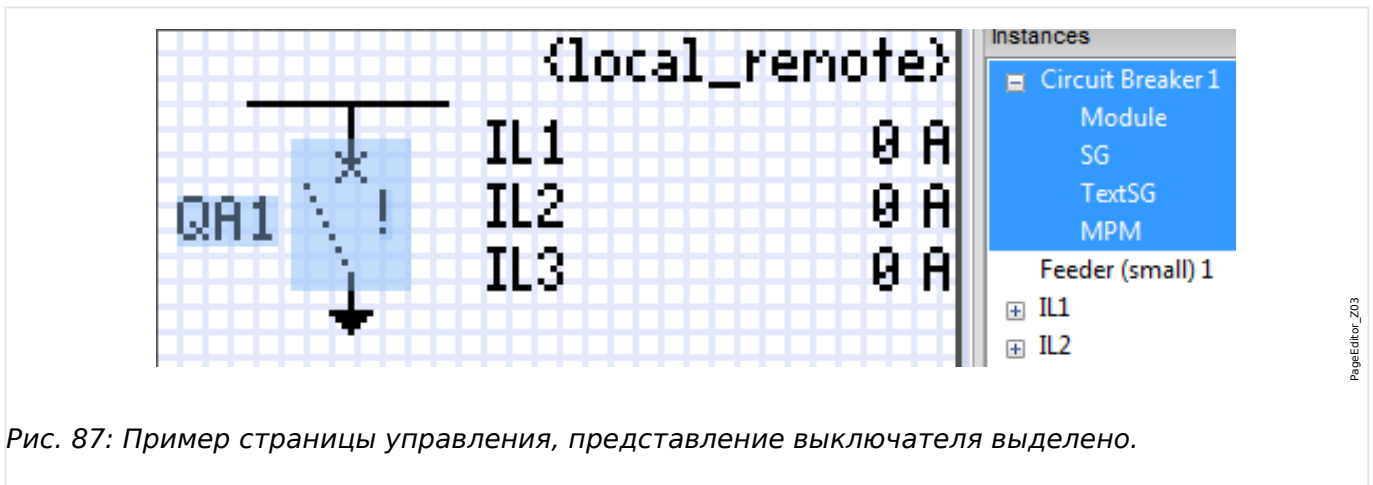 {local_remote}
IL1 0 A
QA1 !
IL2 0 A
IL3 0 A
Instances
Circuit Breaker 1
Module
SG
TextSG
MPM
Feeder (small) 1
IL1
IL2
PageEditor_Z03
Рис. 87: Пример страницы управления, представление выключателя выделено.